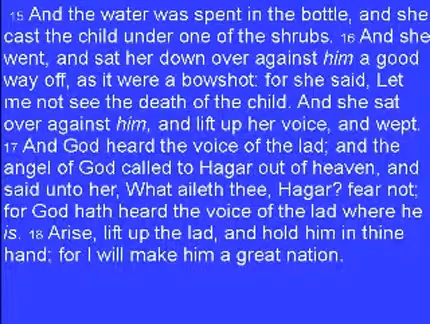 15 And the water was spent in the bottle, and she
cast the child under one of the shrubs. 16 And she
went, and sat her down over against him a good
way off, as it were a bowshot: for she said, Let
me not see the death of the child. And she sat
over against him, and lift up her voice, and wept.
17 And God heard the voice of the lad; and the
angel of God called to Hagar out of heaven, and
said unto her, What aileth thee, Hagar? fear not;
for God hath heard the voice of the lad where he
is. 18 Arise, lift up the lad, and hold him in thine
hand; for I will make him a great nation.